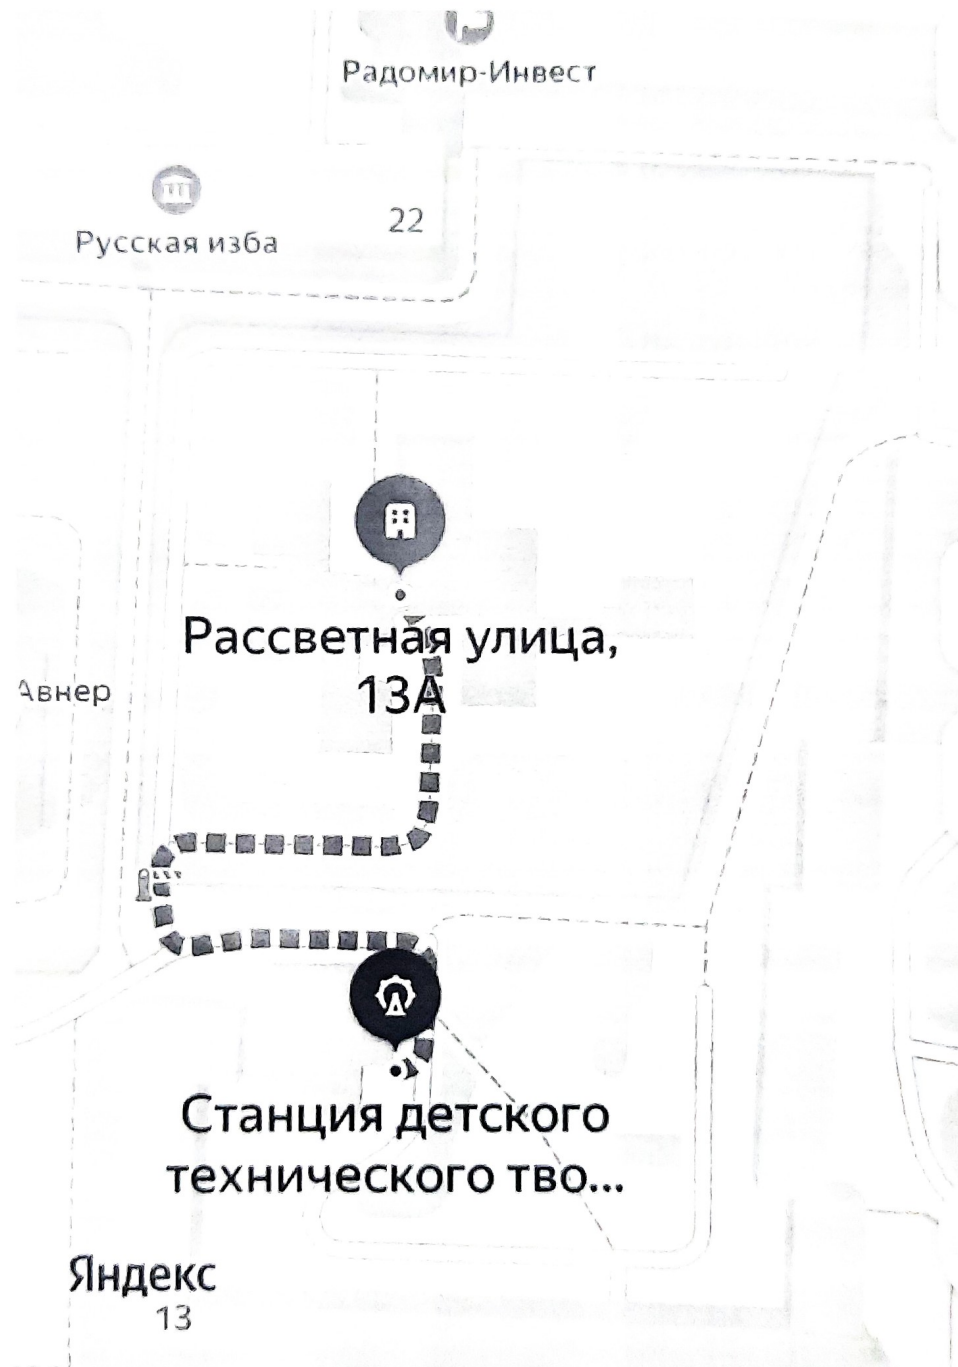 Радомир-Инвест
22
Русская изба
Рассветная улица,
13А
Авнер
Станция детского
технического тво...
Яндекс
13